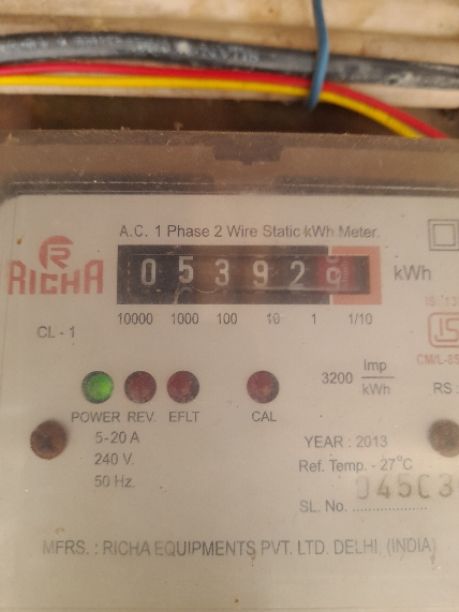 A.C. 1 Phase 2 Wire Static kWh Meter.
RICHA
0 5 3 9 2 kWh
10000 1000 100 10 1 1/10
CL - 1
3200 Imp
kWh
POWER REV. EFLT CAL
RS :
5-20 A
240 V.
50 Hz.
YEAR : 2013
Ref. Temp. - 27°C
SL. No. ....................
MFRS. : RICHA EQUIPMENTS PVT. LTD. DELHI, (INDIA)